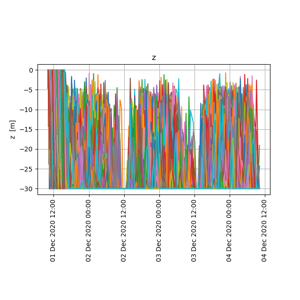 z
0
−5
−10
−15
−20
−25
−30
z [m]
01 Dec 2020 12:00
02 Dec 2020 00:00
02 Dec 2020 12:00
03 Dec 2020 00:00
03 Dec 2020 12:00
04 Dec 2020 00:00
04 Dec 2020 12:00